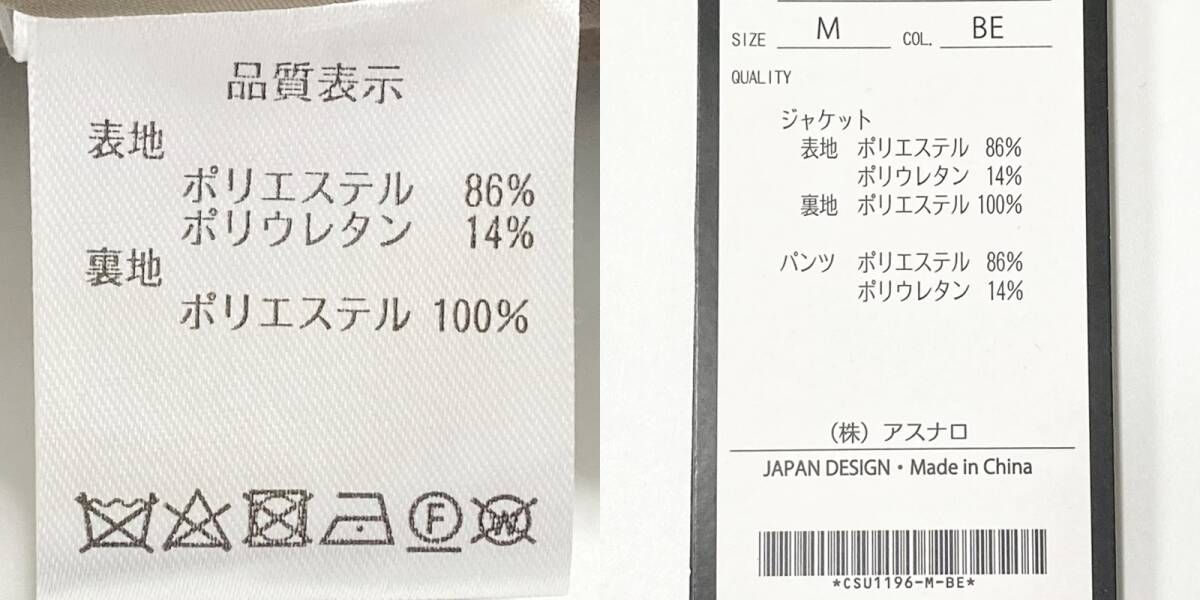 品質表示
表地
ポリエステル 86%
ポリウレタン 14%
裏地
ポリエステル 100%
F
W
SIZE M COL. BE
QUALITY
ジャケット
表地 ポリエステル 86%
ポリウレタン 14%
裏地 ポリエステル 100%
パンツ ポリエステル 86%
ポリウレタン 14%
(株) アスナロ
JAPAN DESIGN・Made in China
*CSU1196-M-BE*